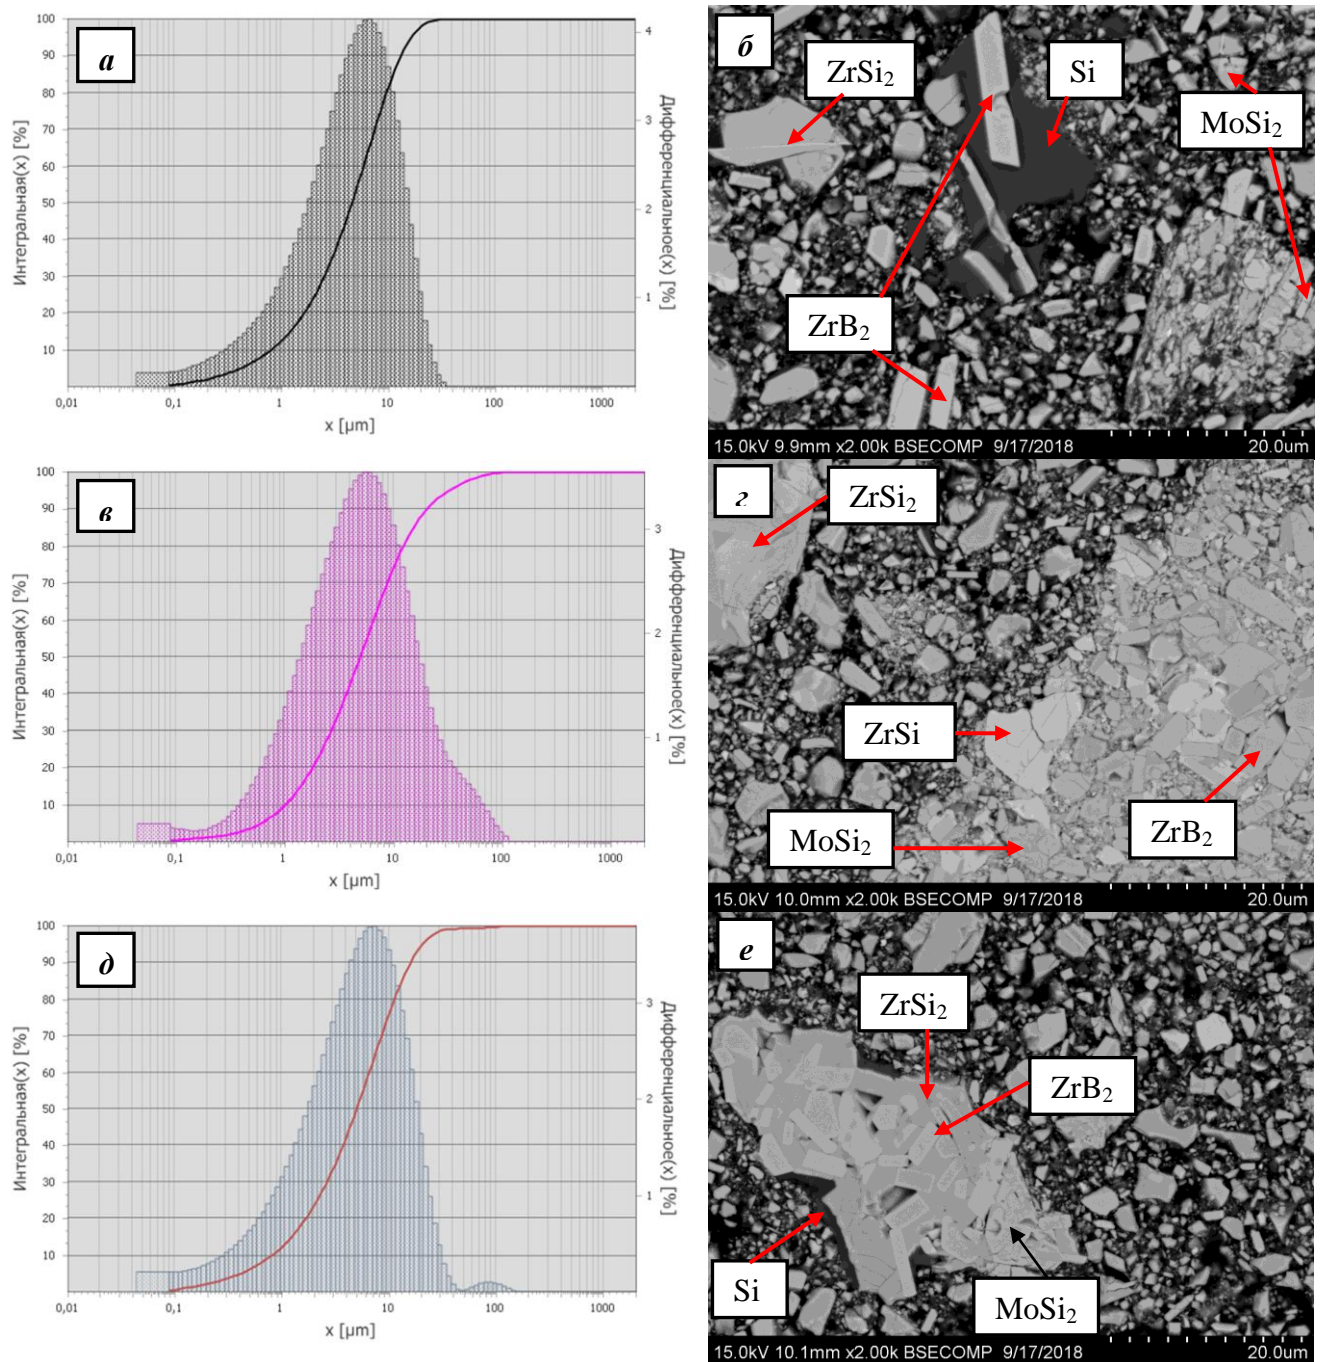 а
Интегральная(x) [%]
100
90
80
70
60
50
40
30
20
10
4
3
2
1
Дифференциальное(x) [%]
0,01 0,1 1 10 100 1000
x [µm]
б
ZrSi₂
Si
MoSi₂
ZrB₂
15.0kV 9.9mm x2.00k BSECOMP 9/17/2018 20.0um
в
Интегральная(x) [%]
100
90
80
70
60
50
40
30
20
10
3
2
1
Дифференциальное(x) [%]
0,01 0,1 1 10 100 1000
x [µm]
г
ZrSi₂
ZrSi
MoSi₂
ZrB₂
15.0kV 10.0mm x2.00k BSECOMP 9/17/2018 20.0um
д
Интегральная(x) [%]
100
90
80
70
60
50
40
30
20
10
3
2
1
Дифференциальное(x) [%]
0,01 0,1 1 10 100 1000
x [µm]
е
ZrSi₂
ZrB₂
Si
MoSi₂
15.0kV 10.1mm x2.00k BSECOMP 9/17/2018 20.0um